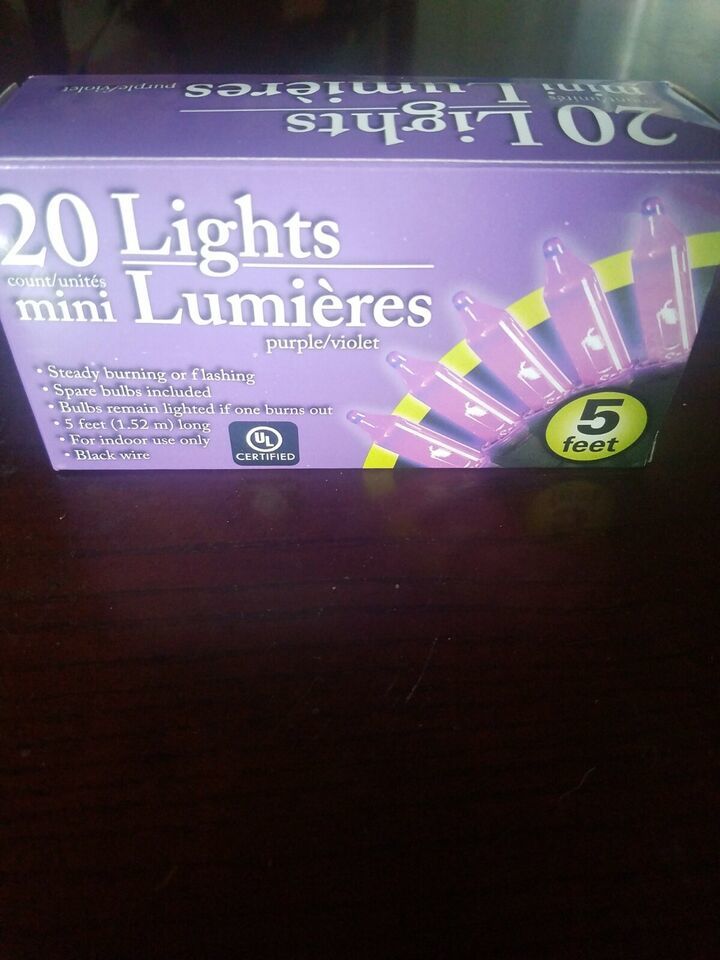 purple/violet
mini Lumières
count/unités
20 Lights
20 Lights
count/unités
mini Lumières
purple/violet
• Steady burning or flashing
• Spare bulbs included
• Bulbs remain lighted if one burns out
• 5 feet (1.52 m) long
• For indoor use only
• Black wire
UL
CERTIFIED
5
feet